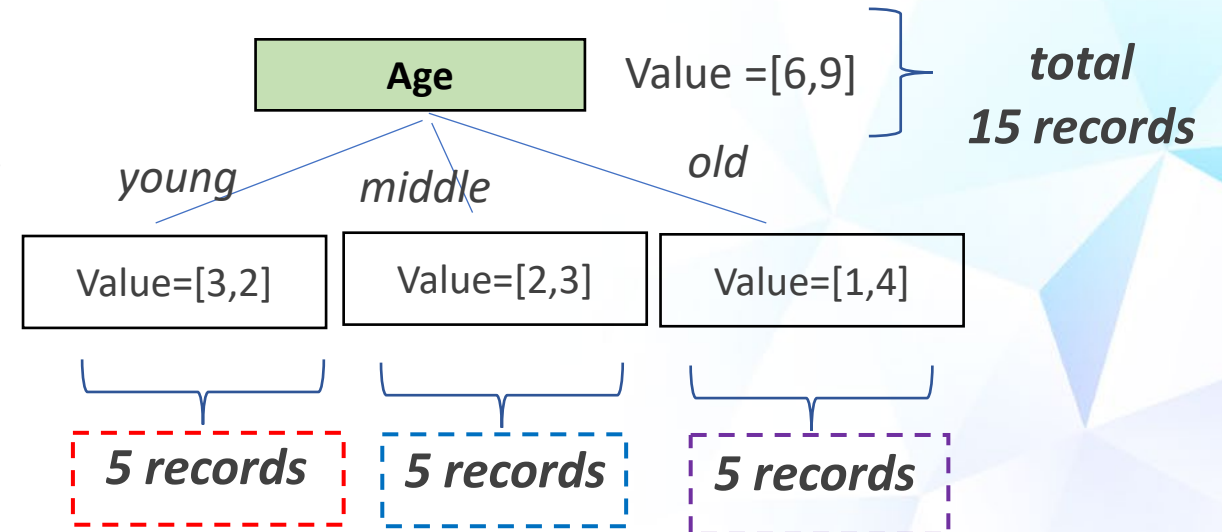 Age
Value =[6,9]
total
15 records
young
middle
old
Value=[3,2]
Value=[2,3]
Value=[1,4]
5 records
5 records
5 records